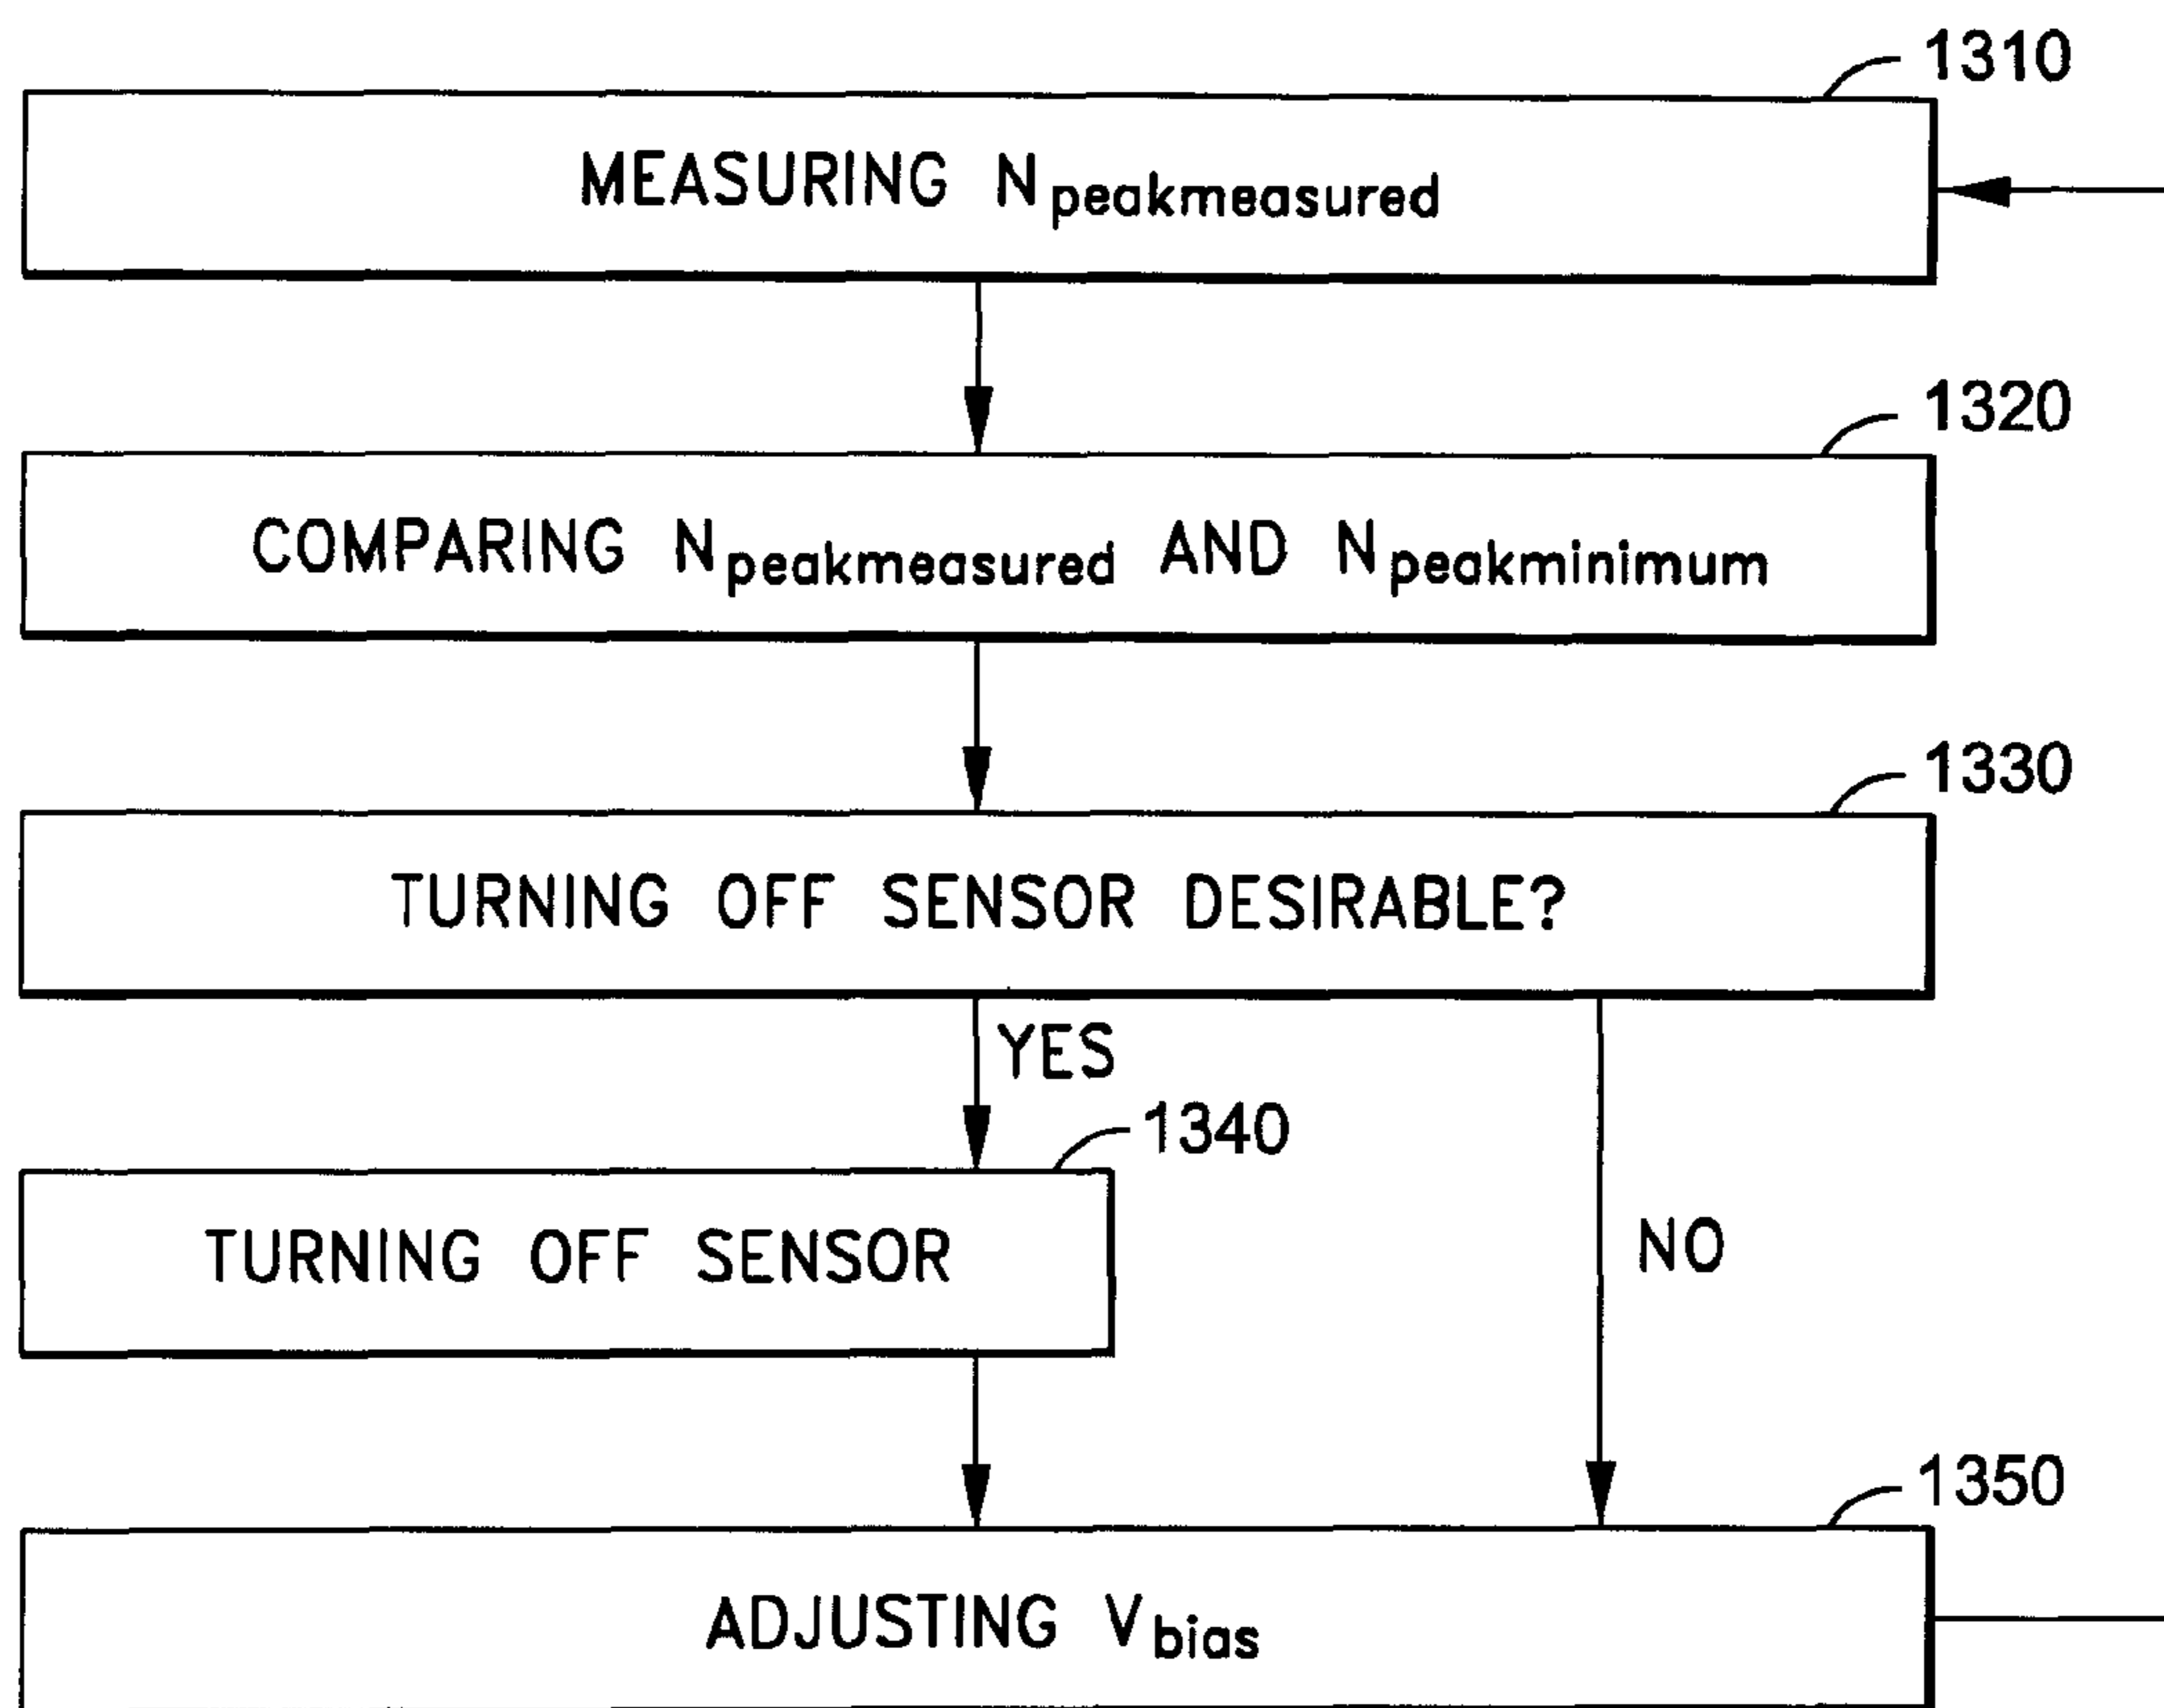 1310
MEASURING Npeakmeasured
1320
COMPARING Npeakmeasured AND Npeakminimum
1330
TURNING OFF SENSOR DESIRABLE?
YES
1340
TURNING OFF SENSOR
NO
1350
ADJUSTING Vbias